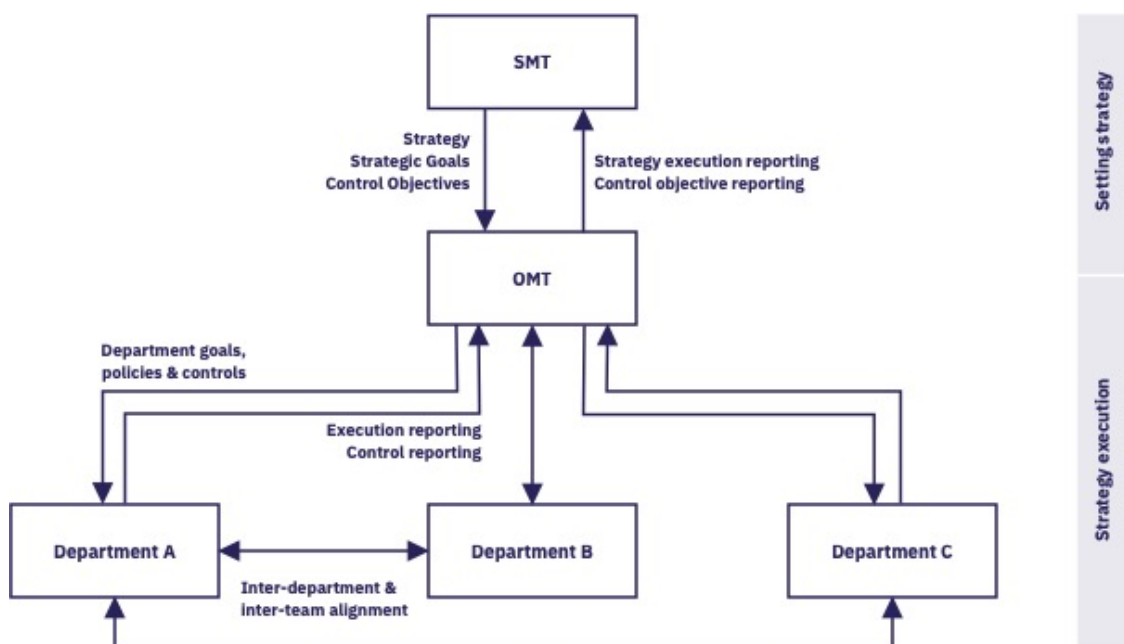 SMT
Strategy
Strategic Goals
Control Objectives
Strategy execution reporting
Control objective reporting
Setting strategy
OMT
Department goals,
policies & controls
Execution reporting
Control reporting
Strategy execution
Department A
Department B
Department C
Inter-department &
inter-team alignment